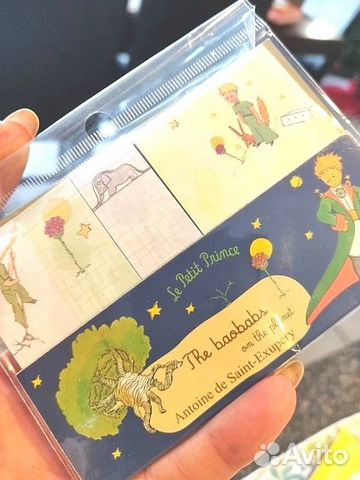 Le Petit Prince
The baobabs
on the planet
Antoine de Saint-Exupéry
Avito